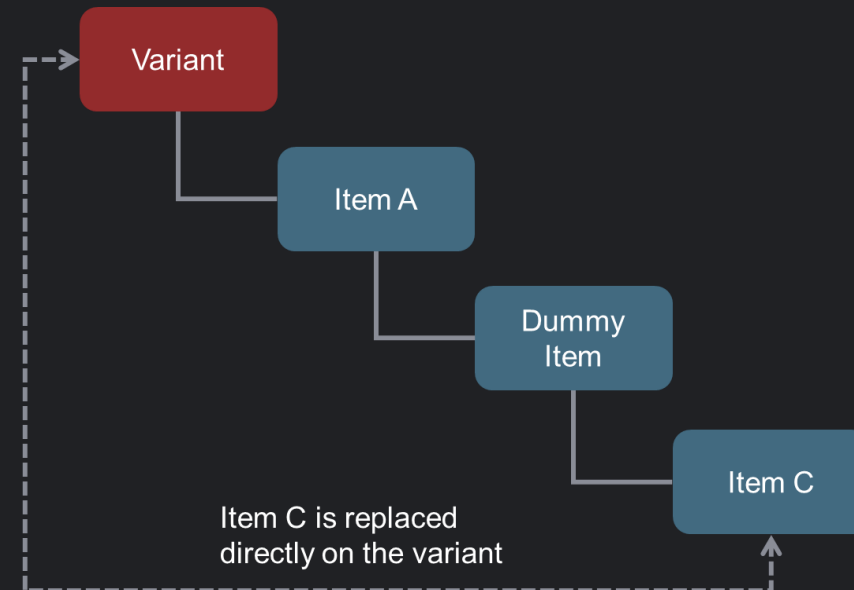 Variant
Item A
Dummy
Item
Item C
Item C is replaced
directly on the variant